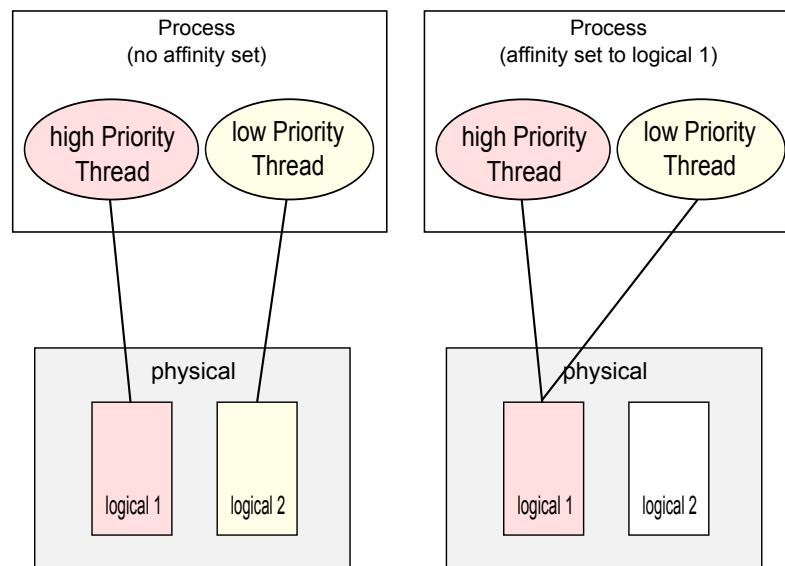 Process
(no affinity set)
high Priority
Thread
low Priority
Thread
physical
logical 1
logical 2
Process
(affinity set to logical 1)
high Priority
Thread
low Priority
Thread
physical
logical 1
logical 2